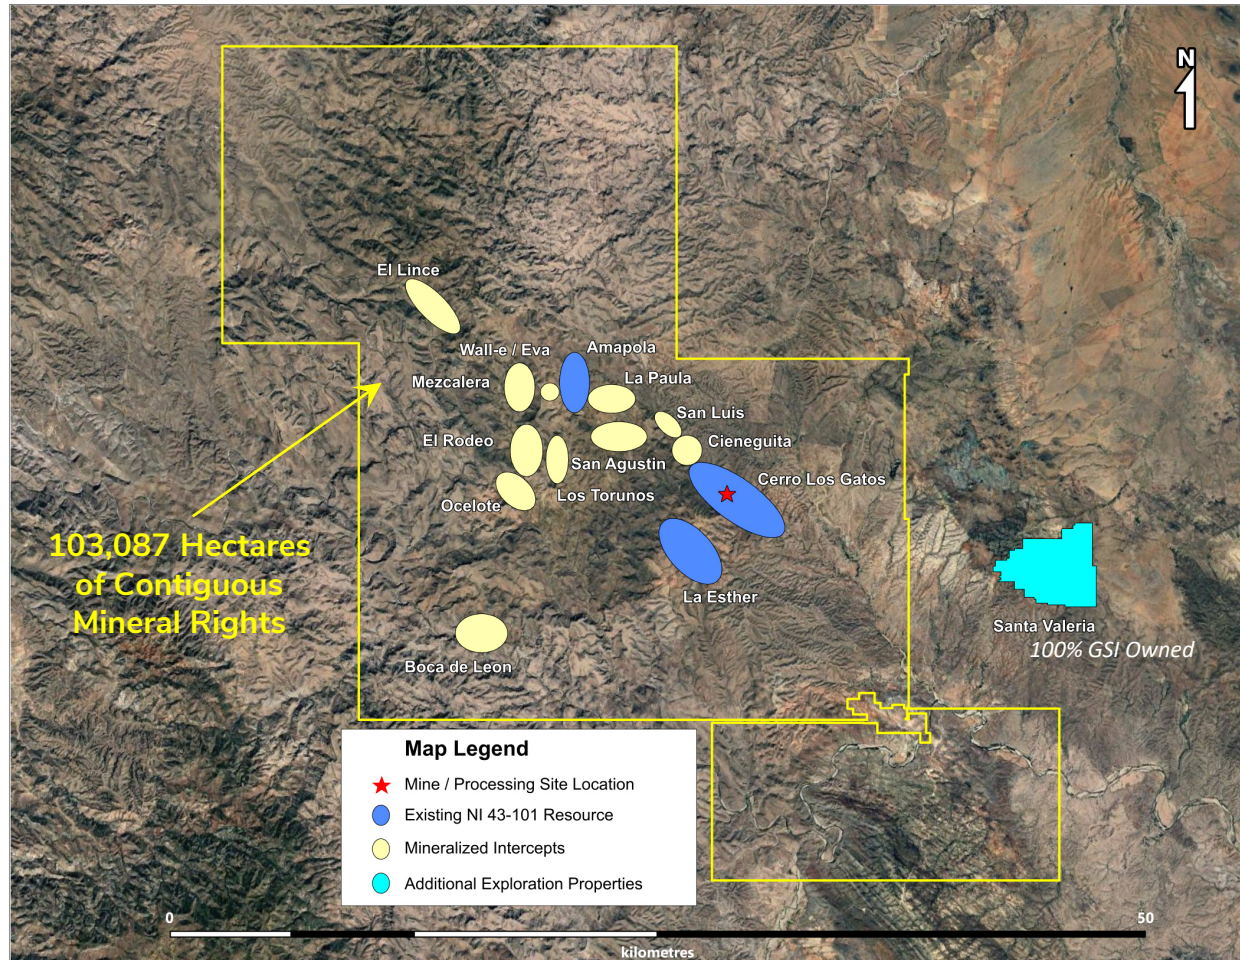 N
El Lince
Wall-e / Eva
Amapola
Mezcalera
La Paula
San Luis
El Rodeo
Cieneguita
San Agustin
Cerro Los Gatos
Ocelote
Los Torunos
103,087 Hectares
of Contiguous
Mineral Rights
La Esther
Santa Valeria
100% GSI Owned
Boca de Leon
Map Legend
Mine / Processing Site Location
Existing NI 43-101 Resource
Mineralized Intercepts
Additional Exploration Properties
0
50
kilometres